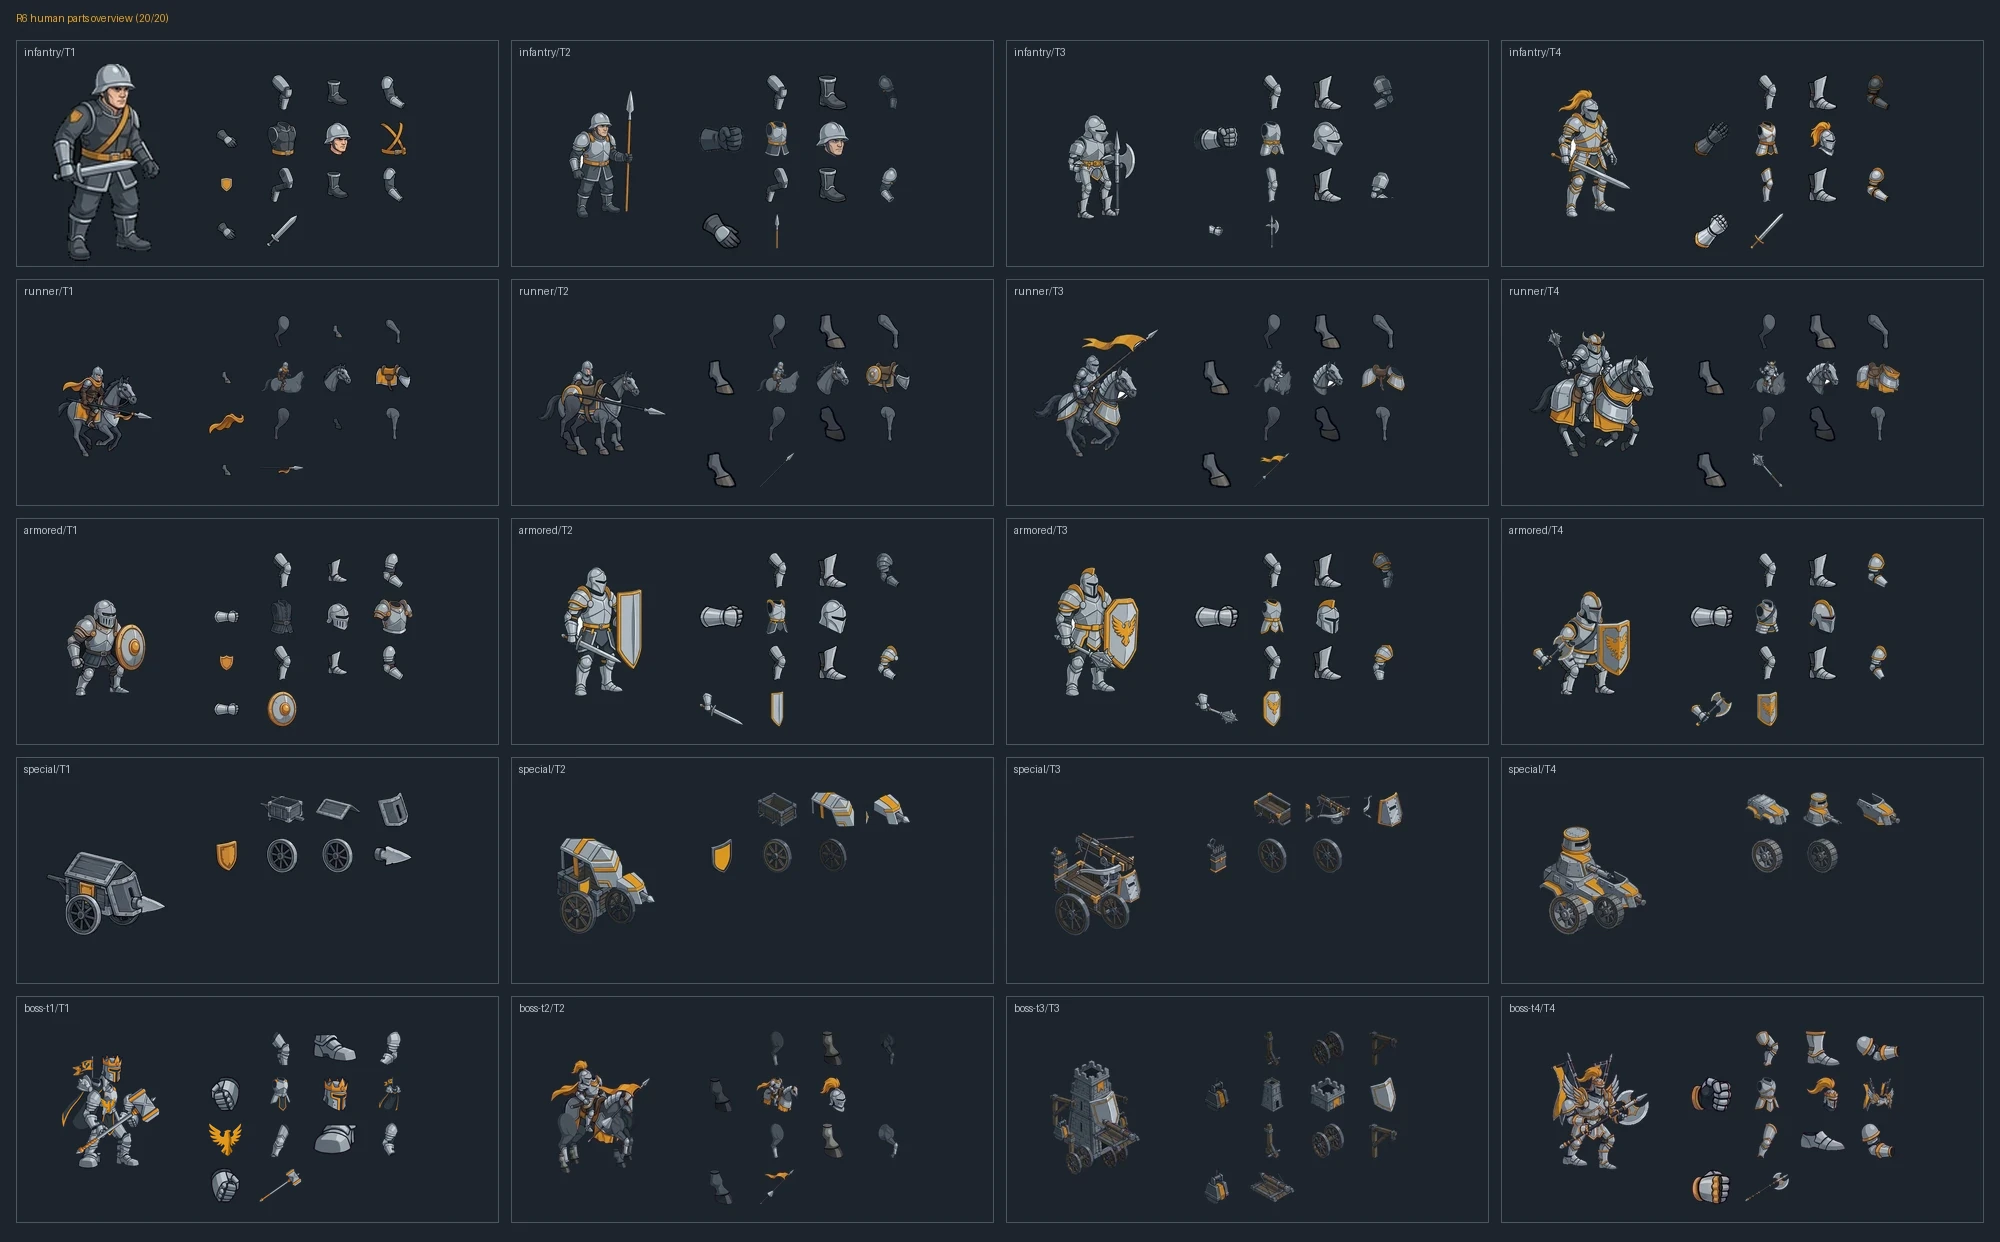 R6 human parts overview (20/20)
infantry/T1
infantry/T2
infantry/T3
infantry/T4
runner/T1
runner/T2
runner/T3
runner/T4
armored/T1
armored/T2
armored/T3
armored/T4
special/T1
special/T2
special/T3
special/T4
boss-t1/T1
boss-t2/T2
boss-t3/T3
boss-t4/T4